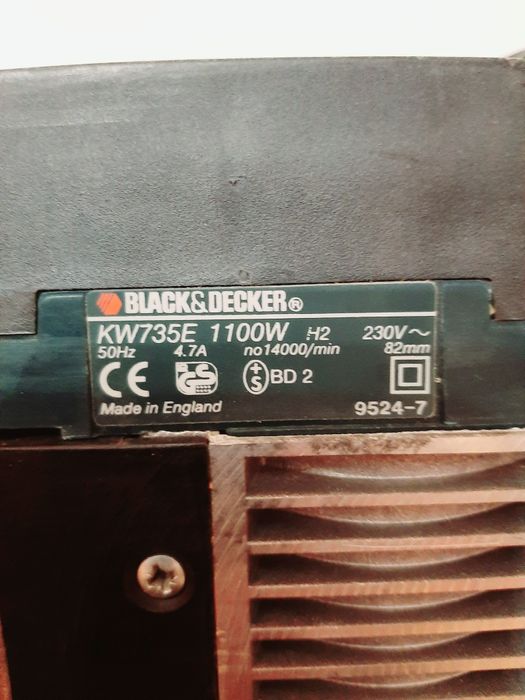 BLACK&DECKER®
KW735E 1100W H2 230V~
50Hz 4.7A no14000/min 82mm
CE GS +S BD 2
Made in England 9524-7